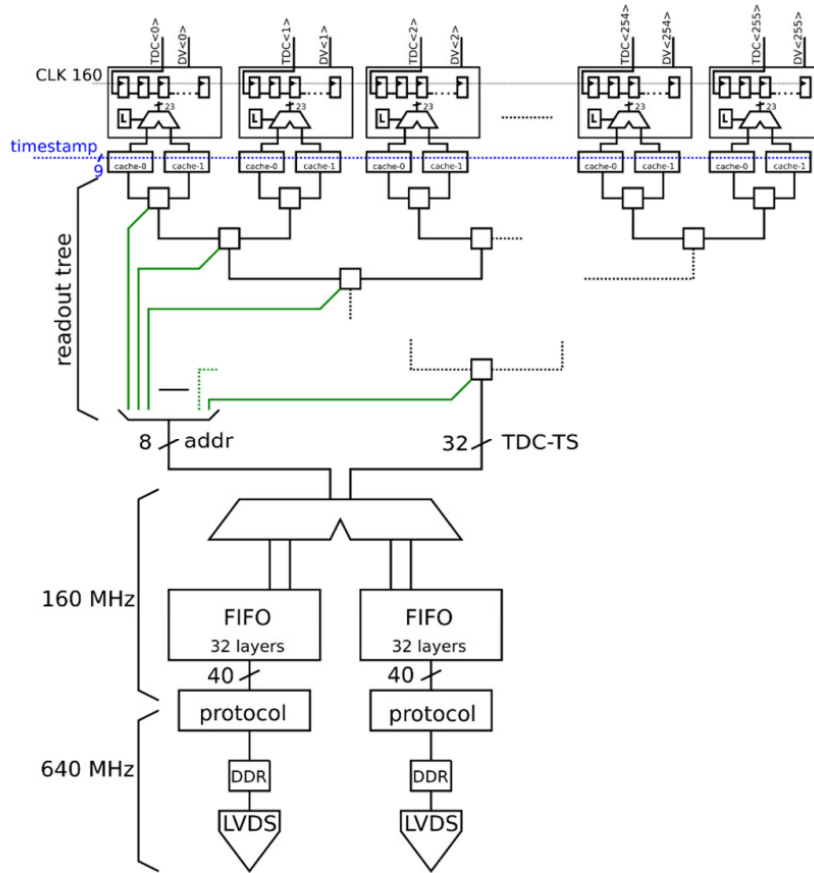 TDC<0> DV<0> TDC<1> DV<1> TDC<2> DV<2> TDC<254> DV<254> TDC<255> DV<255>
CLK 160
23 23 23 23 23
L L L L L
timestamp
9
cache-0 cache-1 cache-0 cache-1 cache-0 cache-1 cache-0 cache-1 cache-0 cache-1
readout tree
8 addr 32 TDC-TS
160 MHz
FIFO FIFO
32 layers 32 layers
40 40
protocol protocol
640 MHz
DDR DDR
LVDS LVDS